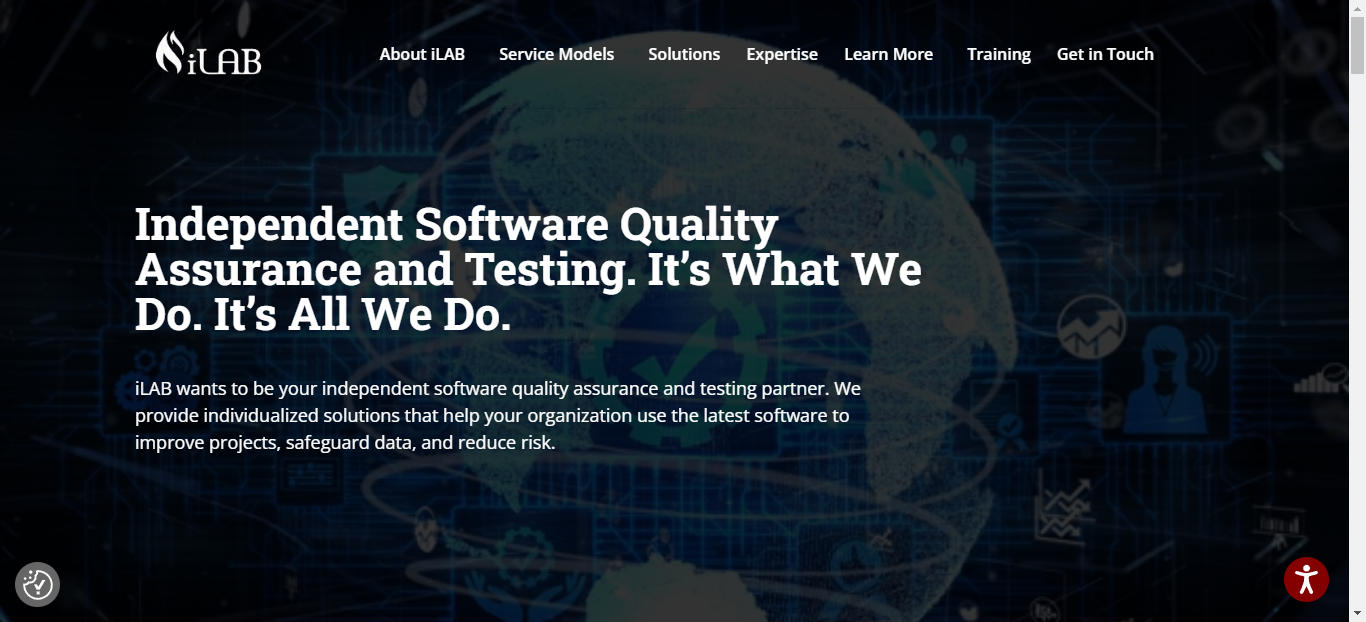 iLAB
About iLAB
Service Models
Solutions
Expertise
Learn More
Training
Get in Touch
Independent Software Quality
Assurance and Testing. It’s What We
Do. It’s All We Do.
iLAB wants to be your independent software quality assurance and testing partner. We
provide individualized solutions that help your organization use the latest software to
improve projects, safeguard data, and reduce risk.